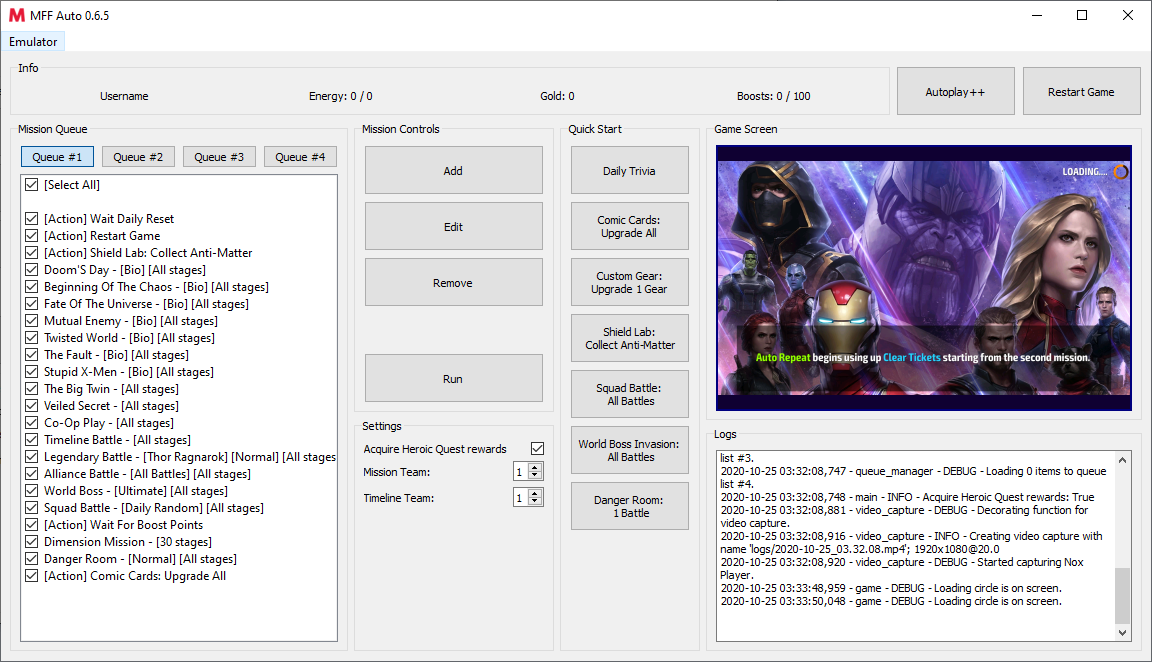 M MFF Auto 0.6.5
Emulator
Info
Username
Energy: 0 / 0
Gold: 0
Boosts: 0 / 100
Autoplay++
Restart Game
Mission Queue
Queue #1
Queue #2
Queue #3
Queue #4
[Select All]
[Action] Wait Daily Reset
[Action] Restart Game
[Action] Shield Lab: Collect Anti-Matter
Doom'S Day - [Bio] [All stages]
Beginning Of The Chaos - [Bio] [All stages]
Fate Of The Universe - [Bio] [All stages]
Mutual Enemy - [Bio] [All stages]
Twisted World - [Bio] [All stages]
The Fault - [Bio] [All stages]
Stupid X-Men - [Bio] [All stages]
The Big Twin - [All stages]
Veiled Secret - [All stages]
Co-Op Play - [All stages]
Timeline Battle - [All stages]
Legendary Battle - [Thor Ragnarok] [Normal] [All stages
Alliance Battle - [All Battles] [All stages]
World Boss - [Ultimate] [All stages]
Squad Battle - [Daily Random] [All stages]
[Action] Wait For Boost Points
Dimension Mission - [30 stages]
Danger Room - [Normal] [All stages]
[Action] Comic Cards: Upgrade All
Mission Controls
Add
Edit
Remove
Run
Settings
Acquire Heroic Quest rewards
Mission Team:
1
Timeline Team:
1
Quick Start
Daily Trivia
Comic Cards:
Upgrade All
Custom Gear:
Upgrade 1 Gear
Shield Lab:
Collect Anti-Matter
Squad Battle:
All Battles
World Boss Invasion:
All Battles
Danger Room:
1 Battle
Game Screen
LOADING....
Auto Repeat begins using up Clear Tickets starting from the second mission.
Logs
list #3.
2020-10-25 03:32:08,747 - queue_manager - DEBUG - Loading 0 items to queue
list #4.
2020-10-25 03:32:08,748 - main - INFO - Acquire Heroic Quest rewards: True
2020-10-25 03:32:08,881 - video_capture - DEBUG - Decorating function for
video capture.
2020-10-25 03:32:08,916 - video_capture - INFO - Creating video capture with
name 'logs/2020-10-25_03.32.08.mp4'; 1920x1080@20.0
2020-10-25 03:32:08,920 - video_capture - DEBUG - Started capturing Nox
Player.
2020-10-25 03:33:48,959 - game - DEBUG - Loading circle is on screen.
2020-10-25 03:33:50,048 - game - DEBUG - Loading circle is on screen.